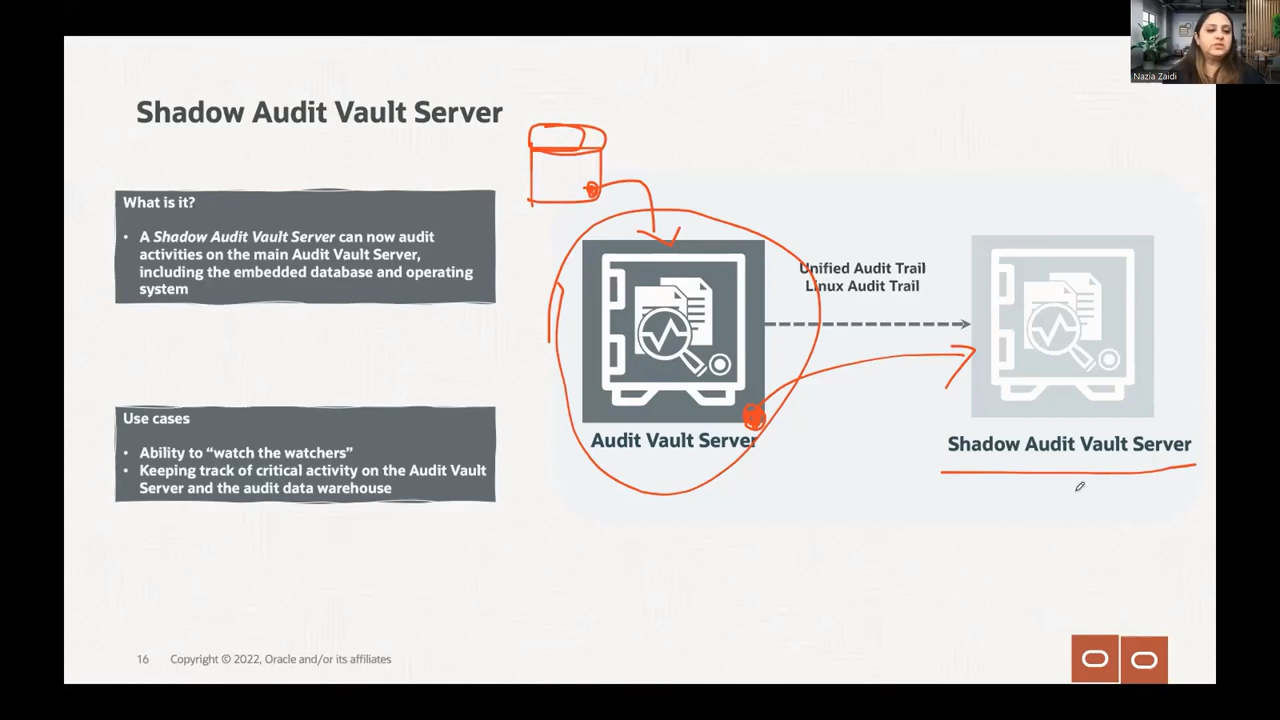 Nazia Zaidi
Shadow Audit Vault Server
What is it?
• A Shadow Audit Vault Server can now audit
activities on the main Audit Vault Server,
including the embedded database and operating
system
Unified Audit Trail
Linux Audit Trail
Audit Vault Server
Shadow Audit Vault Server
Use cases
• Ability to “watch the watchers”
• Keeping track of critical activity on the Audit Vault
Server and the audit data warehouse
16
Copyright © 2022, Oracle and/or its affiliates